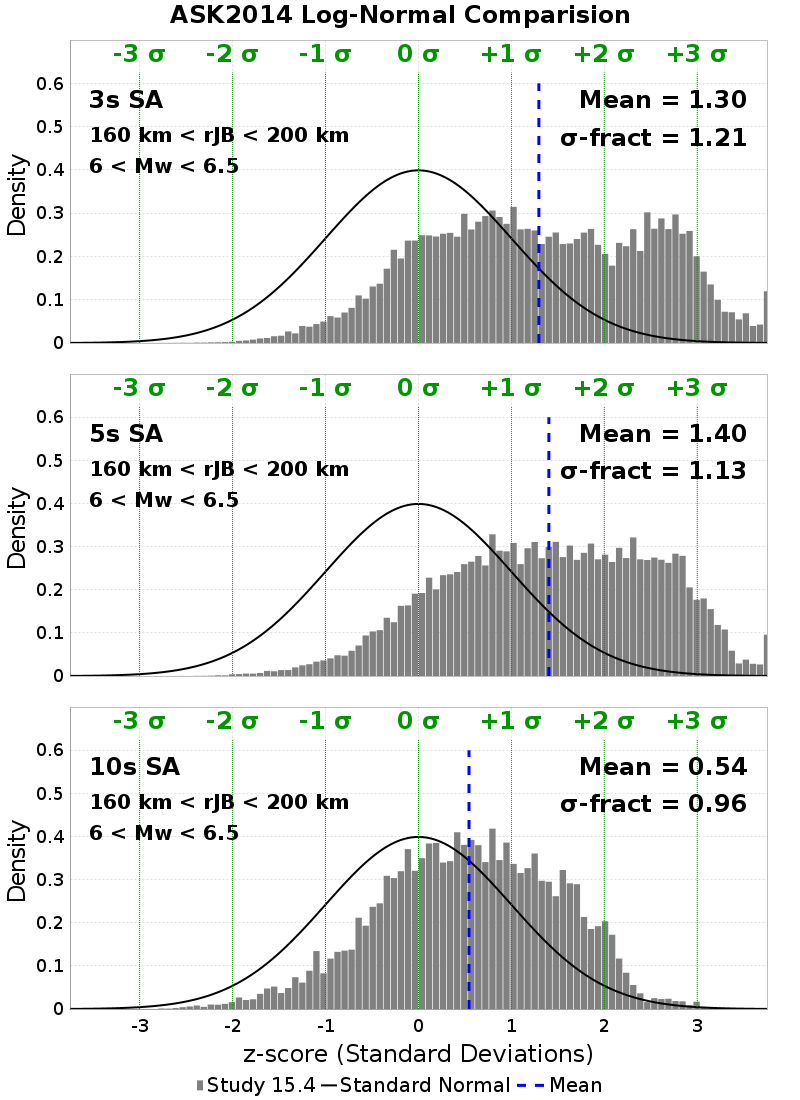 ASK2014 Log-Normal Comparision
-3 σ -2 σ -1 σ 0 σ +1 σ +2 σ +3 σ
3s SA
160 km < rJB < 200 km
6 < Mw < 6.5
Mean = 1.30
σ-fract = 1.21
0.6
0.5
0.4
0.3
0.2
0.1
0
Density
-3 σ -2 σ -1 σ 0 σ +1 σ +2 σ +3 σ
5s SA
160 km < rJB < 200 km
6 < Mw < 6.5
Mean = 1.40
σ-fract = 1.13
0.6
0.5
0.4
0.3
0.2
0.1
0
Density
-3 σ -2 σ -1 σ 0 σ +1 σ +2 σ +3 σ
10s SA
160 km < rJB < 200 km
6 < Mw < 6.5
Mean = 0.54
σ-fract = 0.96
0.6
0.5
0.4
0.3
0.2
0.1
0
Density
-3 -2 -1 0 1 2 3
z-score (Standard Deviations)
Study 15.4 Standard Normal Mean